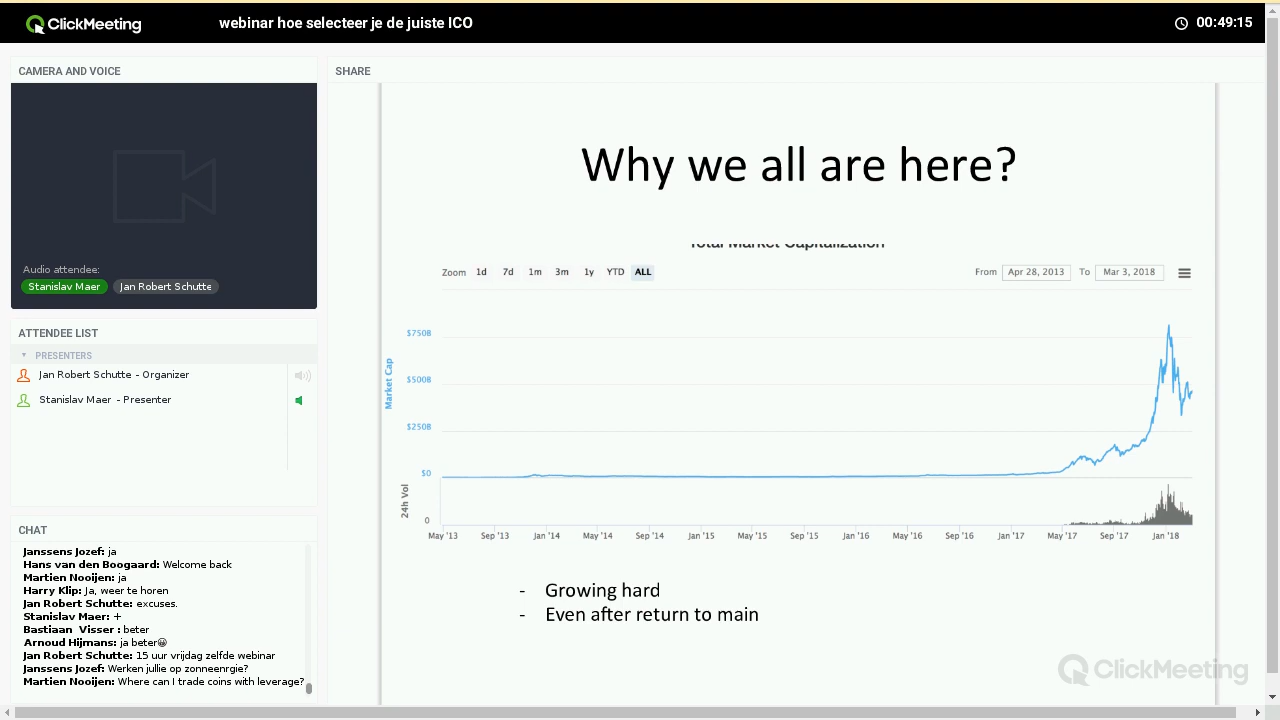 ClickMeeting
webinar hoe selecteer je de juiste ICO
00:49:15
CAMERA AND VOICE
Audio attendee:
Stanislav Maer
Jan Robert Schutte
ATTENDEE LIST
PRESENTERS
Jan Robert Schutte - Organizer
Stanislav Maer - Presenter
CHAT
Janssens Jozef: ja
Hans van den Boogaard: Welcome back
Martien Nooijen: ja
Harry Klip: Ja, weer te horen
Jan Robert Schutte: excuses.
Stanislav Maer: +
Bastiaan Visser : beter
Arnoud Hijmans: ja beter😀
Jan Robert Schutte: 15 uur vrijdag zelfde webinar
Janssens Jozef: Werken jullie op zonneenrgie?
Martien Nooijen: Where can I trade coins with leverage?
SHARE
Why we all are here?
Total Market Capitalization
Zoom 1d 7d 1m 3m 1y YTD ALL
From Apr 28, 2013 To Mar 3, 2018
Market Cap
$750B
$500B
$250B
$0
24h Vol
0
May '13 Sep '13 Jan '14 May '14 Sep '14 Jan '15 May '15 Sep '15 Jan '16 May '16 Sep '16 Jan '17 May '17 Sep '17 Jan '18
- Growing hard
- Even after return to main
ClickMeeting